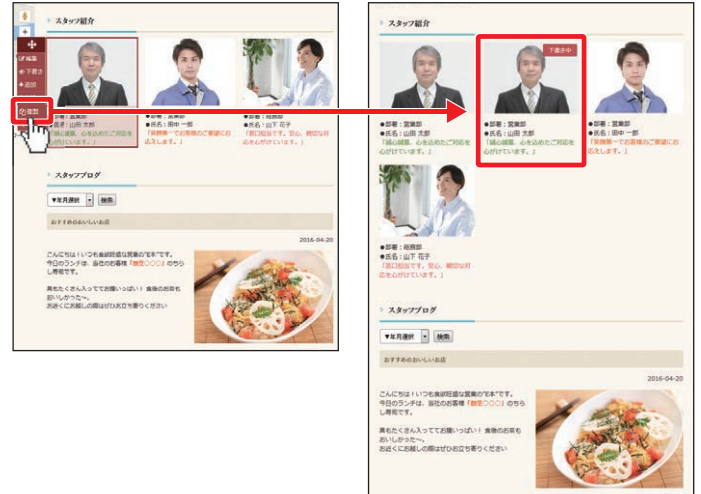 スタッフ紹介
編集
下書き
追加
複製
●部署：営業部
●氏名：山田 太郎
「誠心誠意、心を込めたご対応を
心がけています。」
●部署：営業部
●氏名：田中 一郎
「笑顔第一でお客様のご要望にお
応えします。」
●部署：総務部
●氏名：山下 花子
「窓口担当です。安心、親切な対
応を心がけています。」
スタッフブログ
▼年月選択
検索
おすすめのおいしいお店
2016-04-20
こんにちは！いつも食欲旺盛な営業の"毛本"です。
今日のランチは、当社のお客様「麺屋○○○」のちら
し寿司です。
具もたくさん入ってお腹いっぱい！ 食後のお茶も
おいしかった～。
お近くにお越しの際はぜひお立ち寄りください
スタッフ紹介
下書き中
●部署：営業部
●氏名：山田 太郎
「誠心誠意、心を込めたご対応を
心がけています。」
●部署：営業部
●氏名：山田 太郎
「誠心誠意、心を込めたご対応を
心がけています。」
●部署：営業部
●氏名：田中 一郎
「笑顔第一でお客様のご要望にお
応えします。」
●部署：総務部
●氏名：山下 花子
「窓口担当です。安心、親切な対
応を心がけています。」
スタッフブログ
▼年月選択
検索
おすすめのおいしいお店
2016-04-20
こんにちは！いつも食欲旺盛な営業の"毛本"です。
今日のランチは、当社のお客様「麺屋○○○」のちら
し寿司です。
具もたくさん入ってお腹いっぱい！ 食後のお茶も
おいしかった～。
お近くにお越しの際はぜひお立ち寄りください